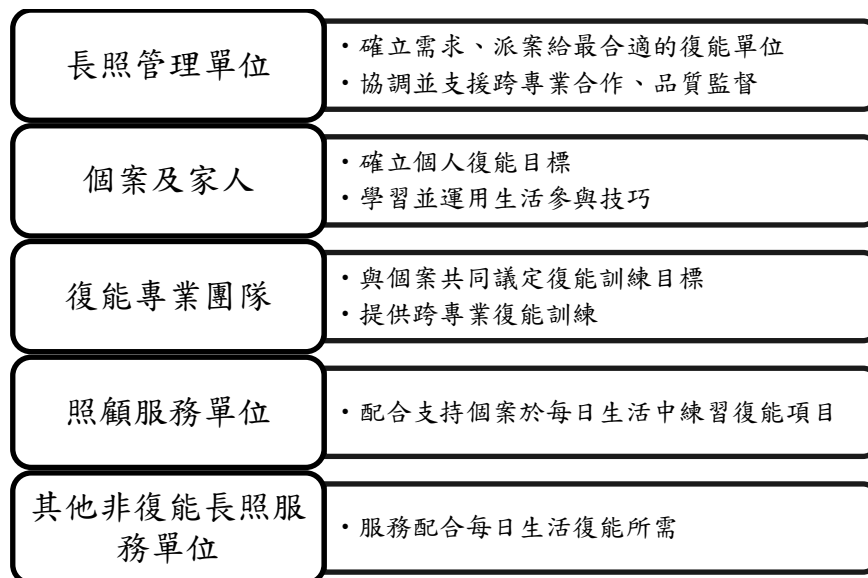 長照管理單位
・確立需求、派案給最合適的復能單位
・協調並支援跨專業合作、品質監督
個案及家人
・確立個人復能目標
・學習並運用生活參與技巧
復能專業團隊
・與個案共同議定復能訓練目標
・提供跨專業復能訓練
照顧服務單位
・配合支持個案於每日生活中練習復能項目
其他非復能長照服
務單位
・服務配合每日生活復能所需